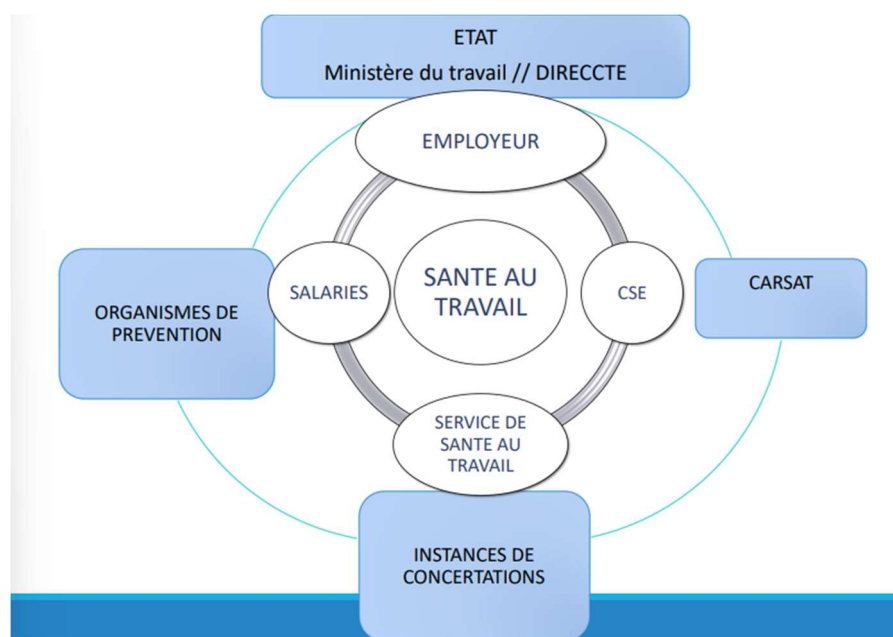 ETAT
Ministère du travail // DIRECCTE
EMPLOYEUR
ORGANISMES DE
PREVENTION
SALARIES
SANTE AU
TRAVAIL
CSE
CARSAT
SERVICE DE
SANTE AU
TRAVAIL
INSTANCES DE
CONCERTATIONS